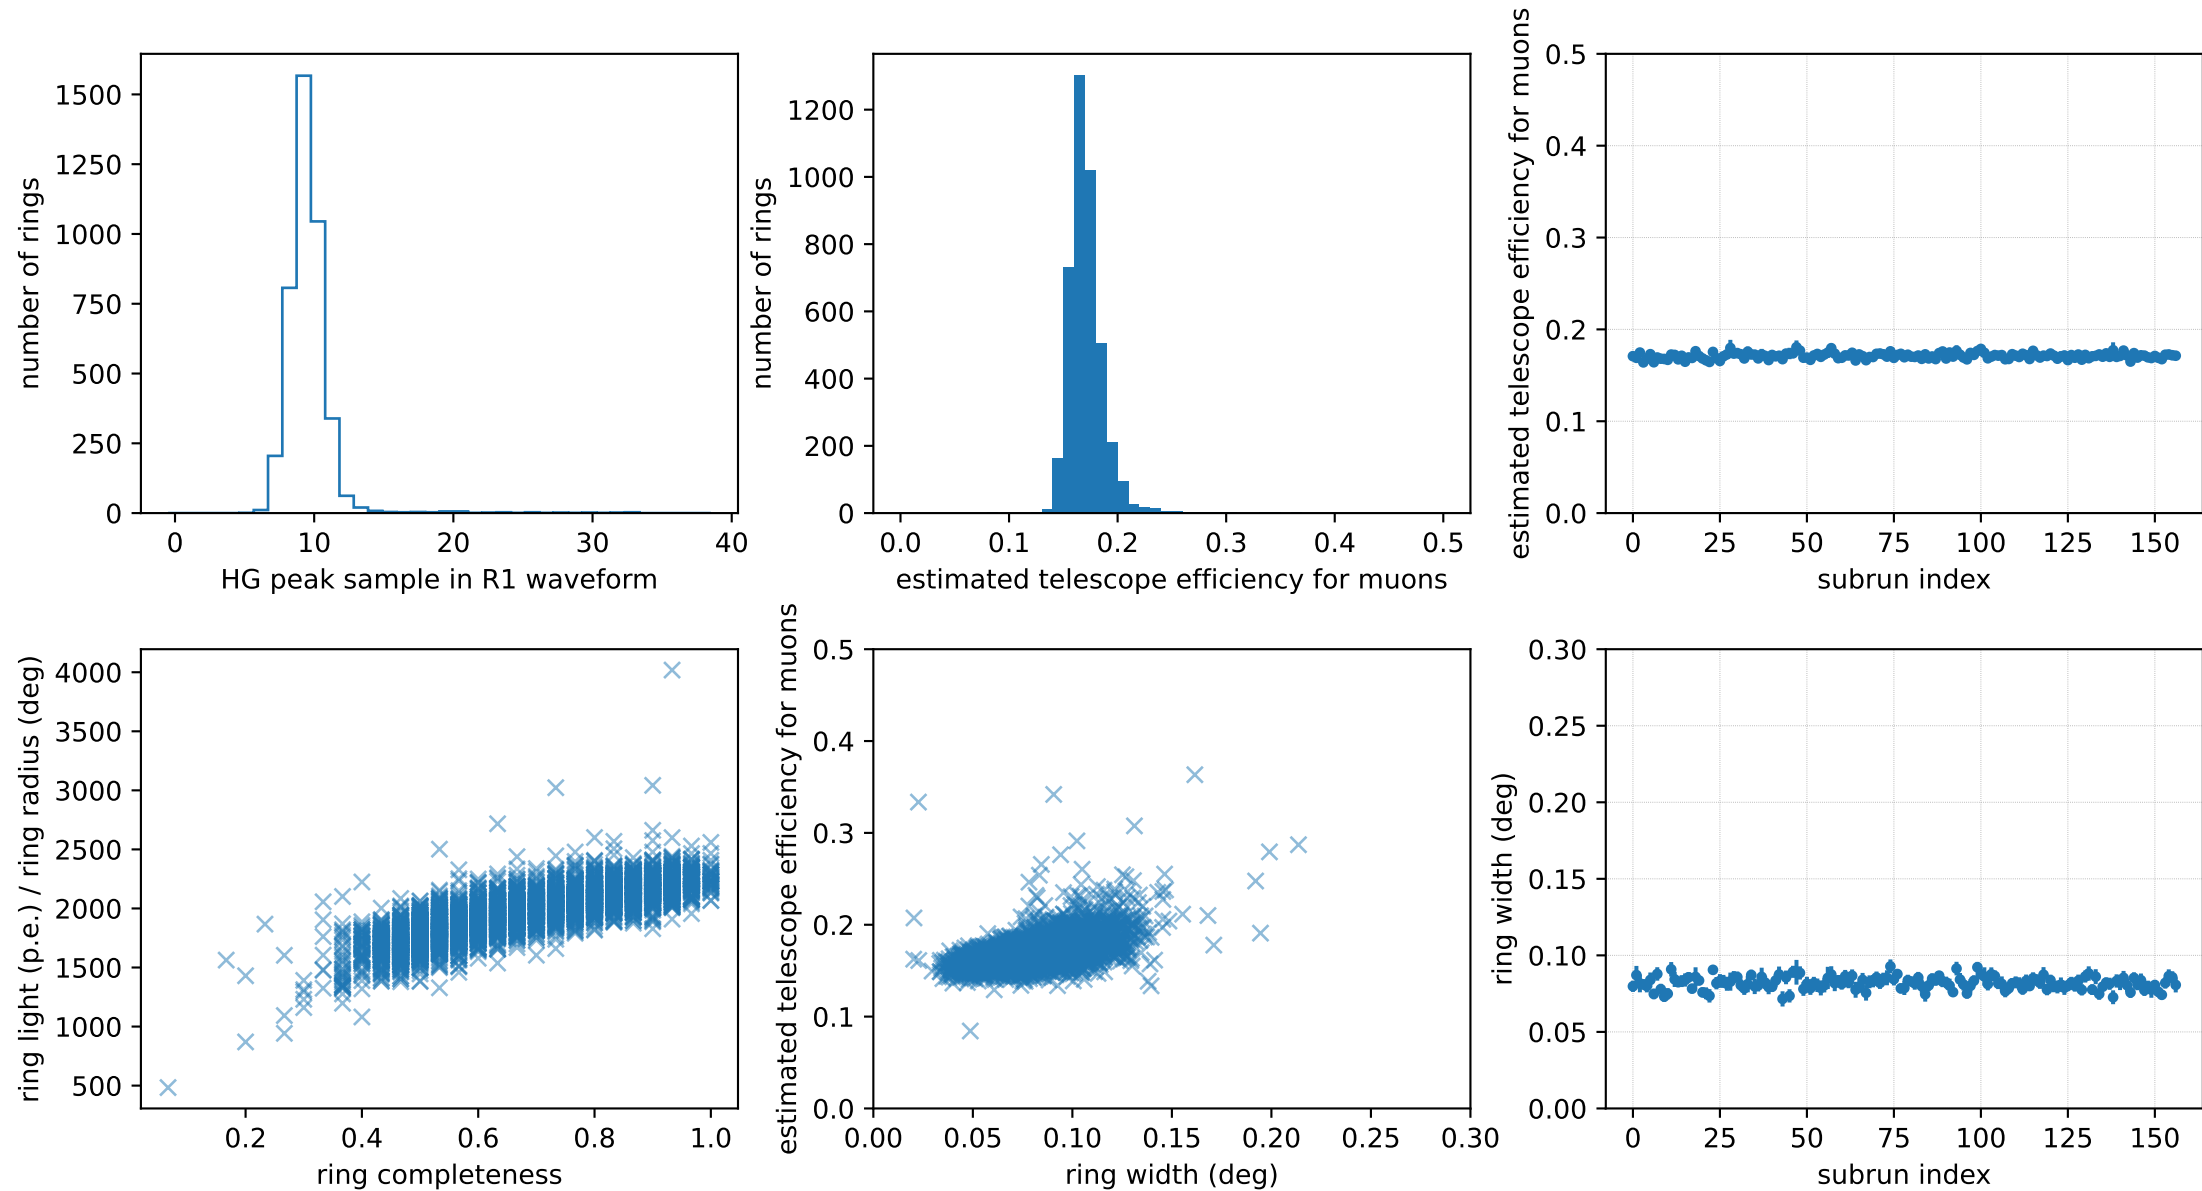 number of rings
1500
1250
1000
750
500
250
0
0 10 20 30 40
HG peak sample in R1 waveform
number of rings
1200
1000
800
600
400
200
0
0.0 0.1 0.2 0.3 0.4 0.5
estimated telescope efficiency for muons
estimated telescope efficiency for muons
0.5
0.4
0.3
0.2
0.1
0.0
0 25 50 75 100 125 150
subrun index
ring light (p.e.) / ring radius (deg)
4000
3500
3000
2500
2000
1500
1000
500
0.2 0.4 0.6 0.8 1.0
ring completeness
estimated telescope efficiency for muons
0.5
0.4
0.3
0.2
0.1
0.0
0.00 0.05 0.10 0.15 0.20 0.25 0.30
ring width (deg)
ring width (deg)
0.30
0.25
0.20
0.15
0.10
0.05
0.00
0 25 50 75 100 125 150
subrun index